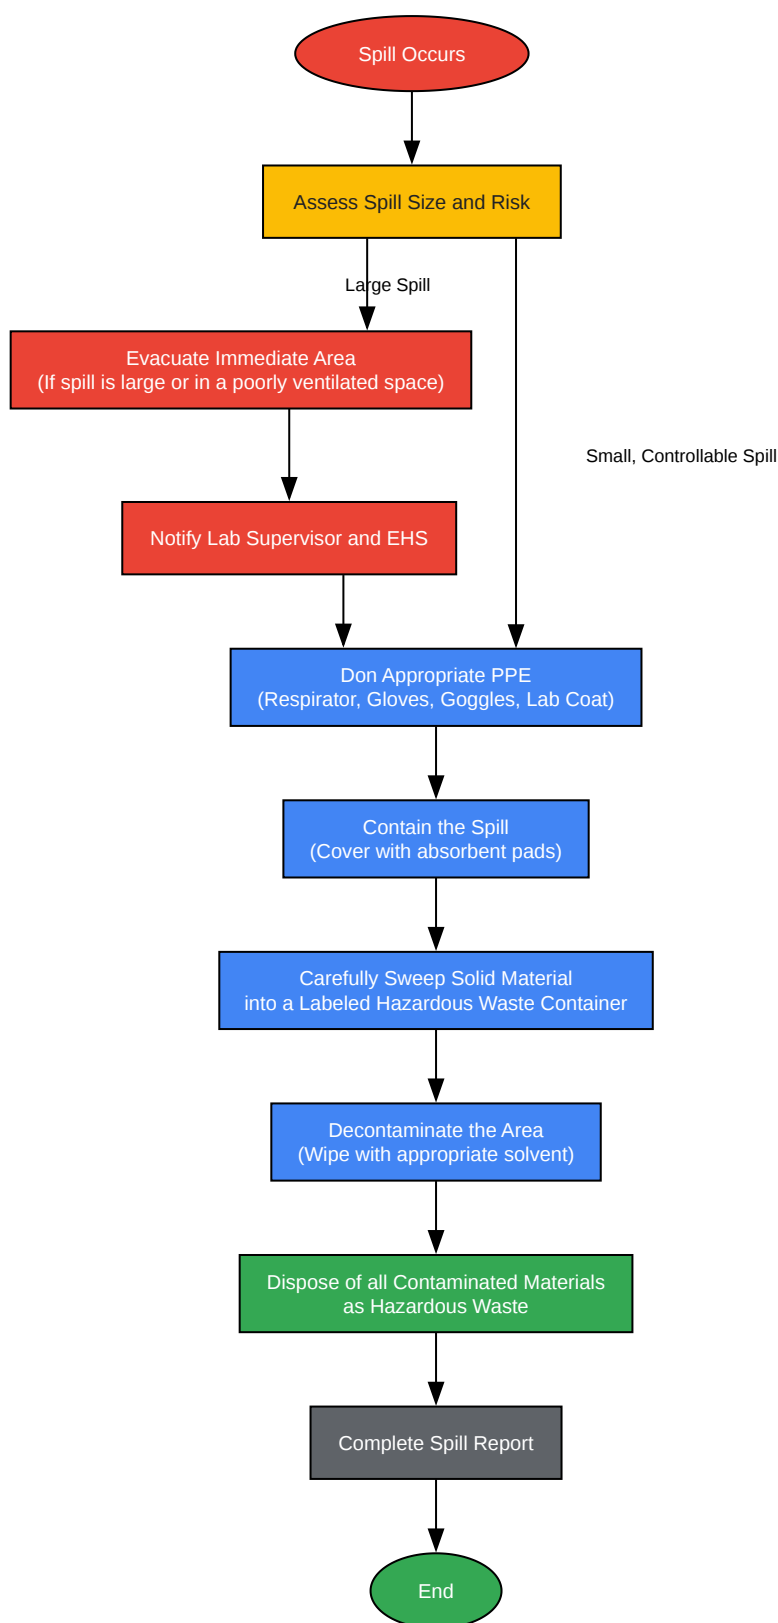 Spill Occurs
Assess Spill Size and Risk
Large Spill
Evacuate Immediate Area
(If spill is large or in a poorly ventilated space)
Small, Controllable Spill
Notify Lab Supervisor and EHS
Don Appropriate PPE
(Respirator, Gloves, Goggles, Lab Coat)
Contain the Spill
(Cover with absorbent pads)
Carefully Sweep Solid Material
into a Labeled Hazardous Waste Container
Decontaminate the Area
(Wipe with appropriate solvent)
Dispose of all Contaminated Materials
as Hazardous Waste
Complete Spill Report
End